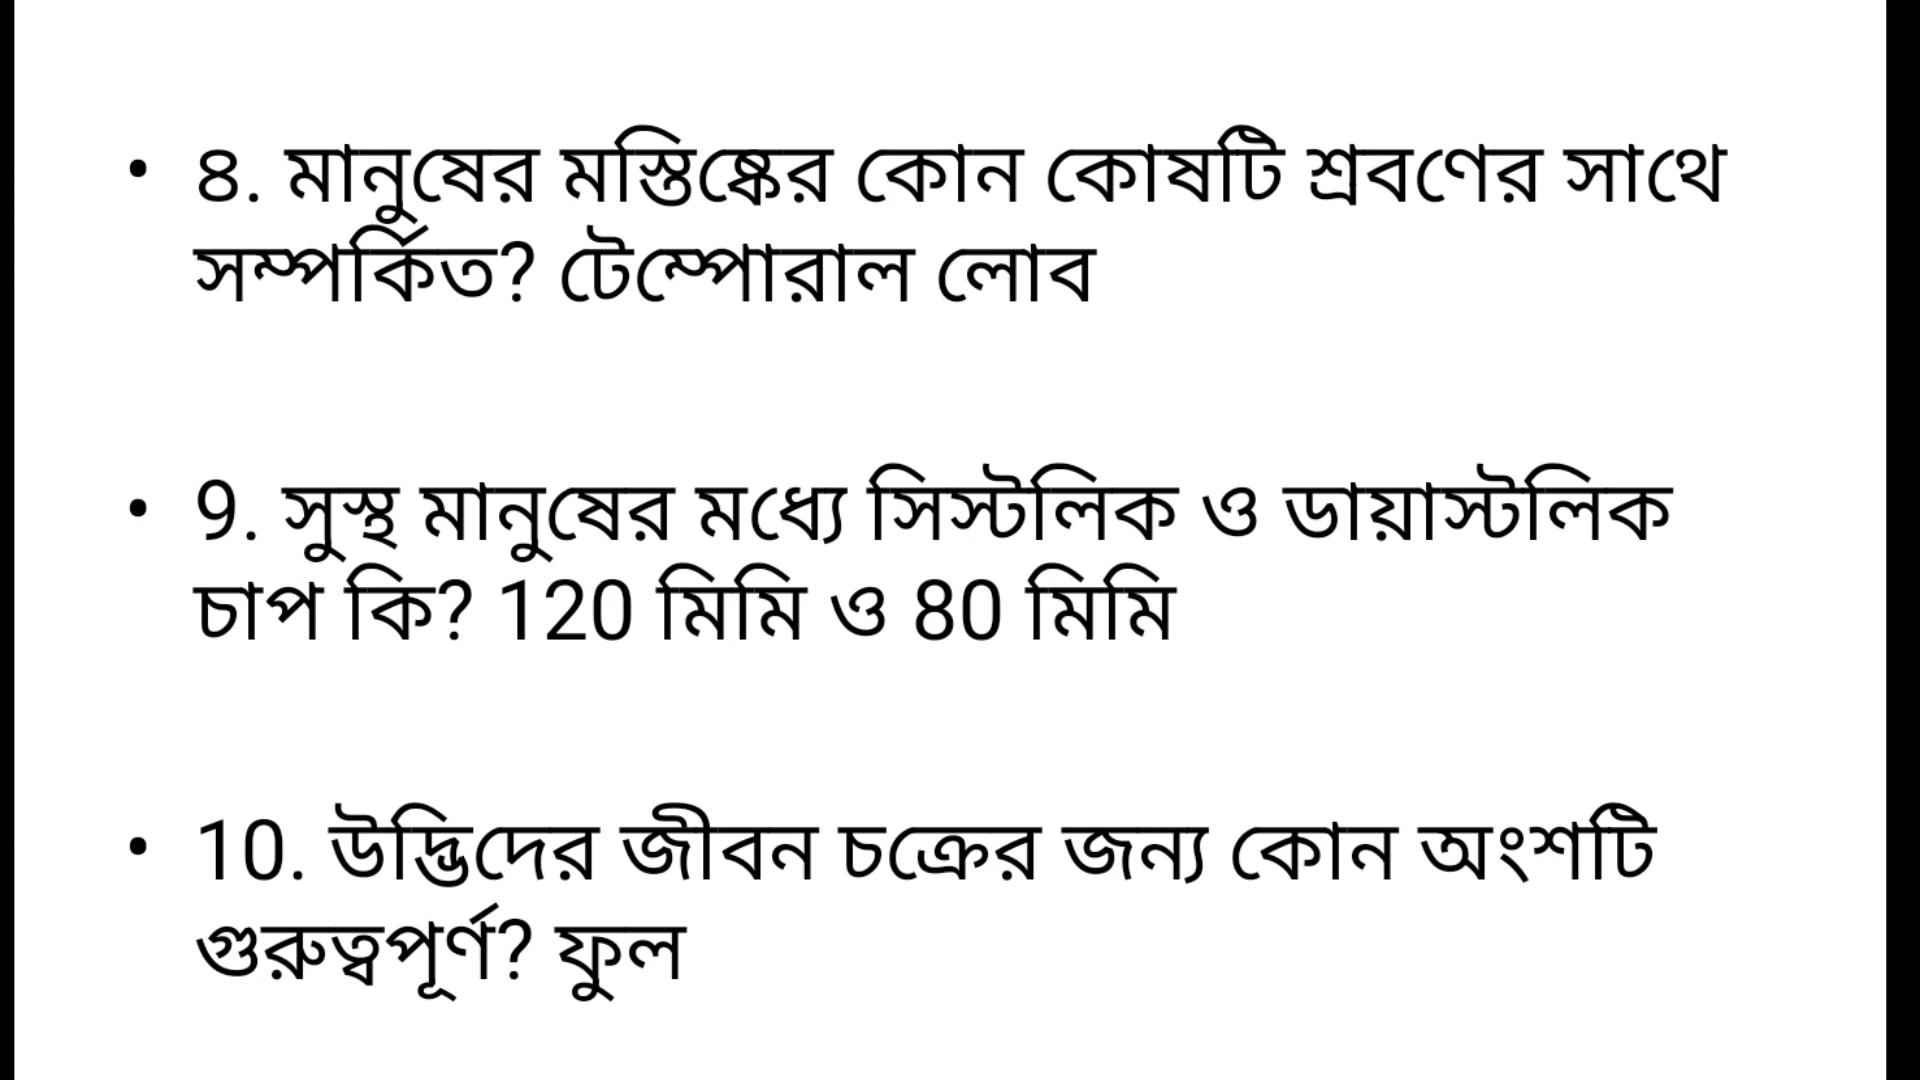 • ৪. মানুষের মস্তিষ্কের কোন কোষটি শ্রবণের সাথে
সম্পর্কিত? টেম্পোরাল লোব
• 9. সুস্থ মানুষের মধ্যে সিস্টলিক ও ডায়াস্টলিক
চাপ কি? 120 মিমি ও 80 মিমি
• 10. উদ্ভিদের জীবন চক্রের জন্য কোন অংশটি
গুরুত্বপূর্ণ? ফুল